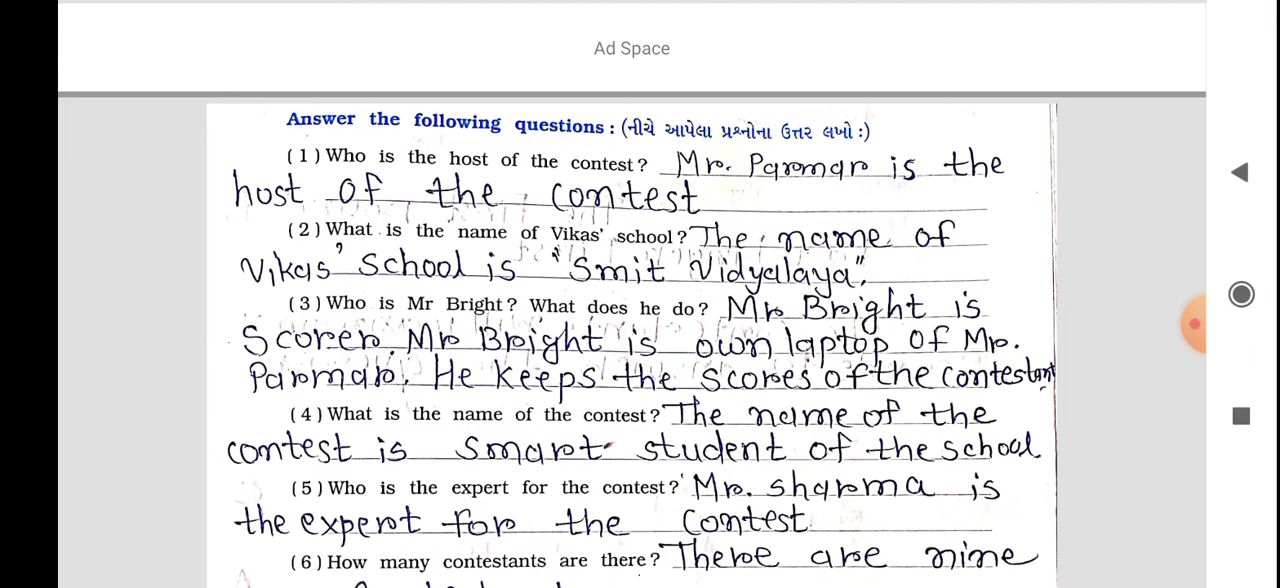 Ad Space
Answer the following questions : (નીચે આપેલા પ્રશ્નોના ઉત્તર લખો :)
(1) Who is the host of the contest? Mr. Parmar is the
host of the contest
(2) What is the name of Vikas' school? The name of
Vikas' school is "Smit Vidyalaya".
(3) Who is Mr Bright? What does he do? Mr Bright is
Scorer. Mr Bright is own laptop of Mr.
Parmar. He keeps the scores of the contestant
(4) What is the name of the contest? The name of the
contest is smart student of the school
(5) Who is the expert for the contest? Mr. sharma is
the expert for the contest
(6) How many contestants are there? There are nine